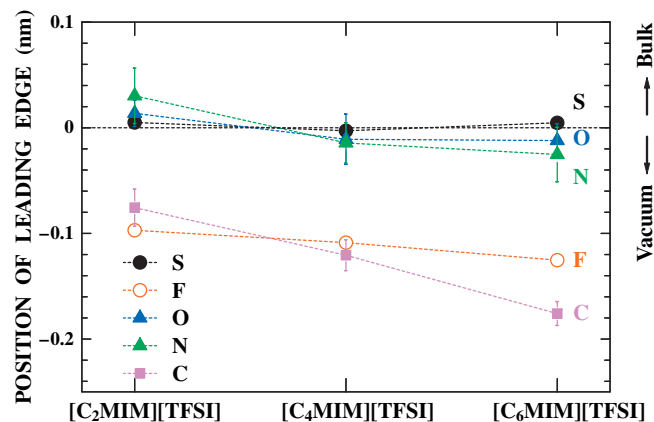 POSITION OF LEADING EDGE (nm)
0.1
0
−0.1
−0.2
S
F
O
N
C
S
O
N
F
C
Bulk
Vacuum
[C₂MIM][TFSI]
[C₄MIM][TFSI]
[C₆MIM][TFSI]